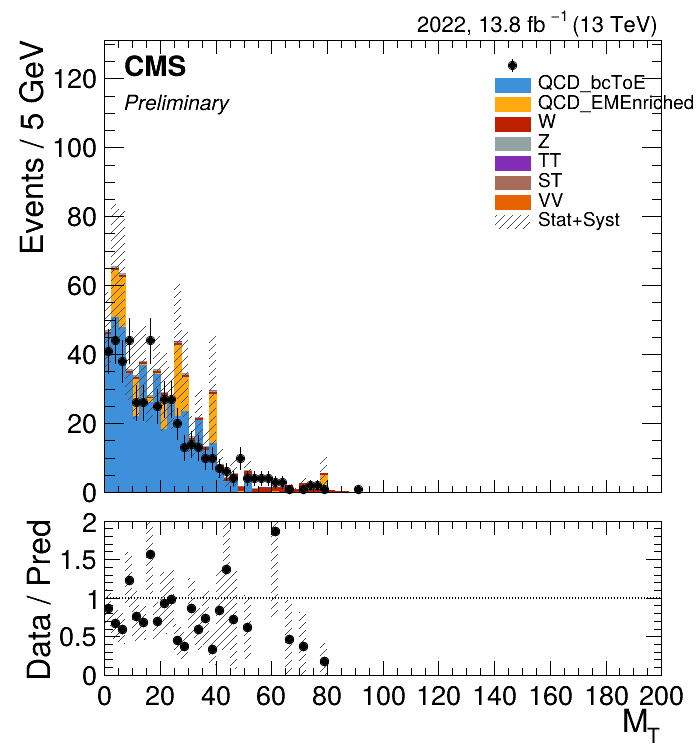 2022, 13.8 fb⁻¹ (13 TeV)
Events / 5 GeV
CMS
Preliminary
QCD_bcToE
QCD_EMEnriched
W
Z
TT
ST
VV
Stat+Syst
120
100
80
60
40
20
0
Data / Pred
2
1.5
1
0.5
0
0 20 40 60 80 100 120 140 160 180 200
M_T